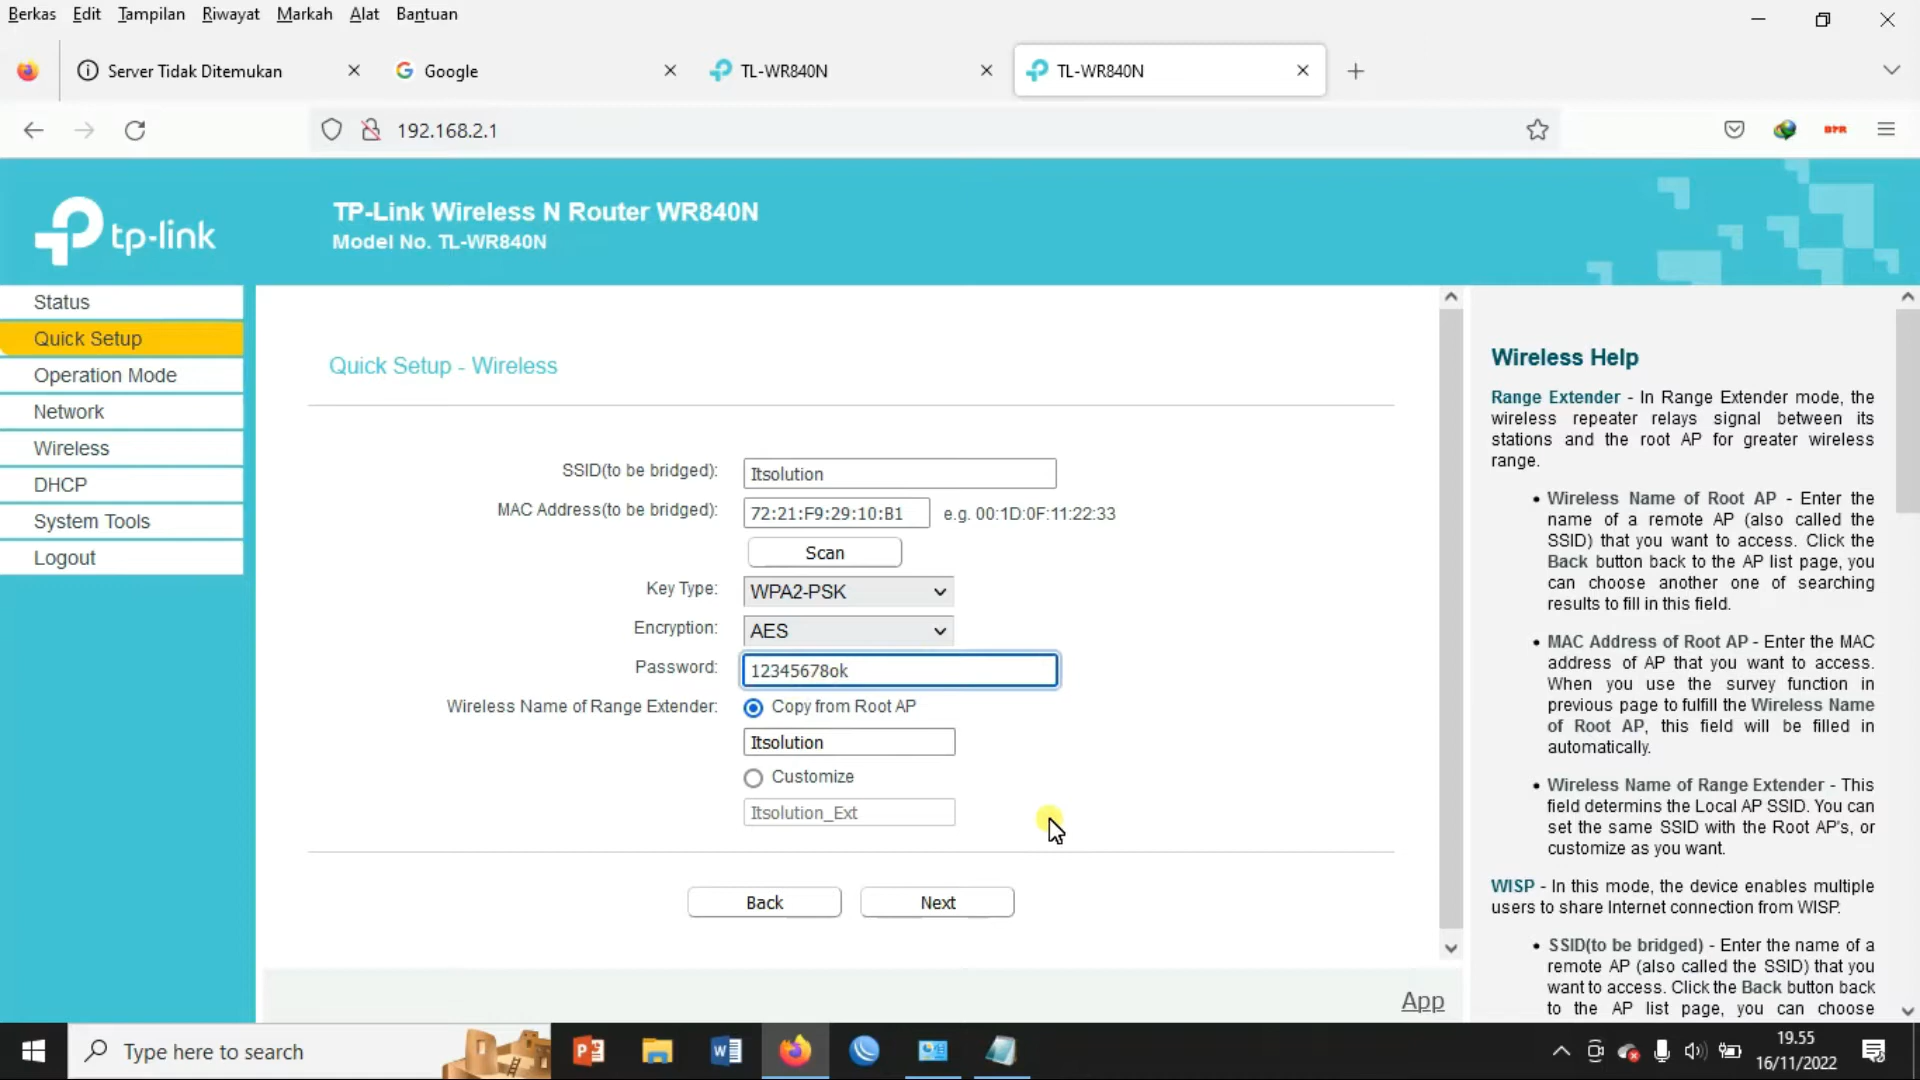 Berkas Edit Tampilan Riwayat Markah Alat Bantuan
Server Tidak Ditemukan
Google
TL-WR840N
TL-WR840N
192.168.2.1
tp-link
TP-Link Wireless N Router WR840N
Model No. TL-WR840N
Status
Quick Setup
Operation Mode
Network
Wireless
DHCP
System Tools
Logout
Quick Setup - Wireless
SSID(to be bridged): Itsolution
MAC Address(to be bridged): 72:21:F9:29:10:B1 e.g. 00:1D:0F:11:22:33
Scan
Key Type: WPA2-PSK
Encryption: AES
Password: 12345678ok
Wireless Name of Range Extender: Copy from Root AP
Itsolution
Customize
Itsolution_Ext
Back Next
App
Wireless Help
Range Extender - In Range Extender mode, the
wireless repeater relays signal between its
stations and the root AP for greater wireless
range.
• Wireless Name of Root AP - Enter the
name of a remote AP (also called the
SSID) that you want to access. Click the
Back button back to the AP list page, you
can choose another one of searching
results to fill in this field.
• MAC Address of Root AP - Enter the MAC
address of AP that you want to access.
When you use the survey function in
previous page to fulfill the Wireless Name
of Root AP, this field will be filled in
automatically.
• Wireless Name of Range Extender - This
field determins the Local AP SSID. You can
set the same SSID with the Root AP's, or
customize as you want.
WISP - In this mode, the device enables multiple
users to share Internet connection from WISP.
• SSID(to be bridged) - Enter the name of a
remote AP (also called the SSID) that you
want to access. Click the Back button back
to the AP list page, you can choose
Type here to search
19.55
16/11/2022